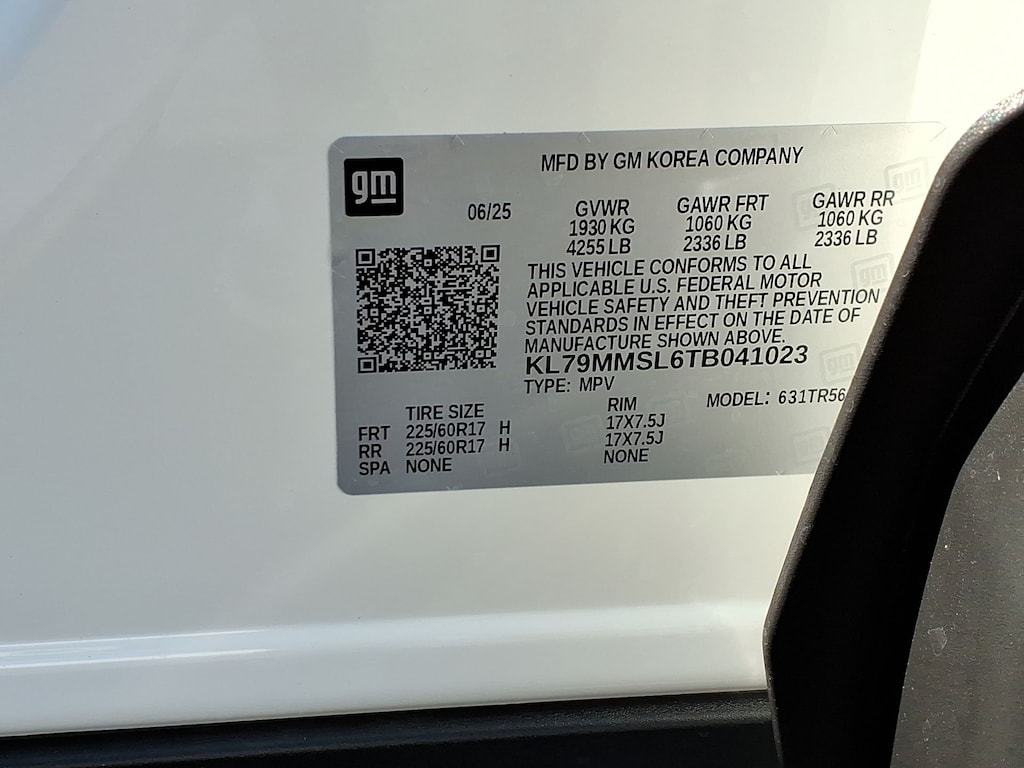 gm
MFD BY GM KOREA COMPANY
06/25
GVWR GAWR FRT GAWR RR
1930 KG 1060 KG 1060 KG
4255 LB 2336 LB 2336 LB
THIS VEHICLE CONFORMS TO ALL
APPLICABLE U.S. FEDERAL MOTOR
VEHICLE SAFETY AND THEFT PREVENTION
STANDARDS IN EFFECT ON THE DATE OF
MANUFACTURE SHOWN ABOVE.
KL79MMSL6TB041023
TYPE: MPV
MODEL: 631TR56
TIRE SIZE RIM
FRT 225/60R17 H 17X7.5J
RR 225/60R17 H 17X7.5J
SPA NONE NONE